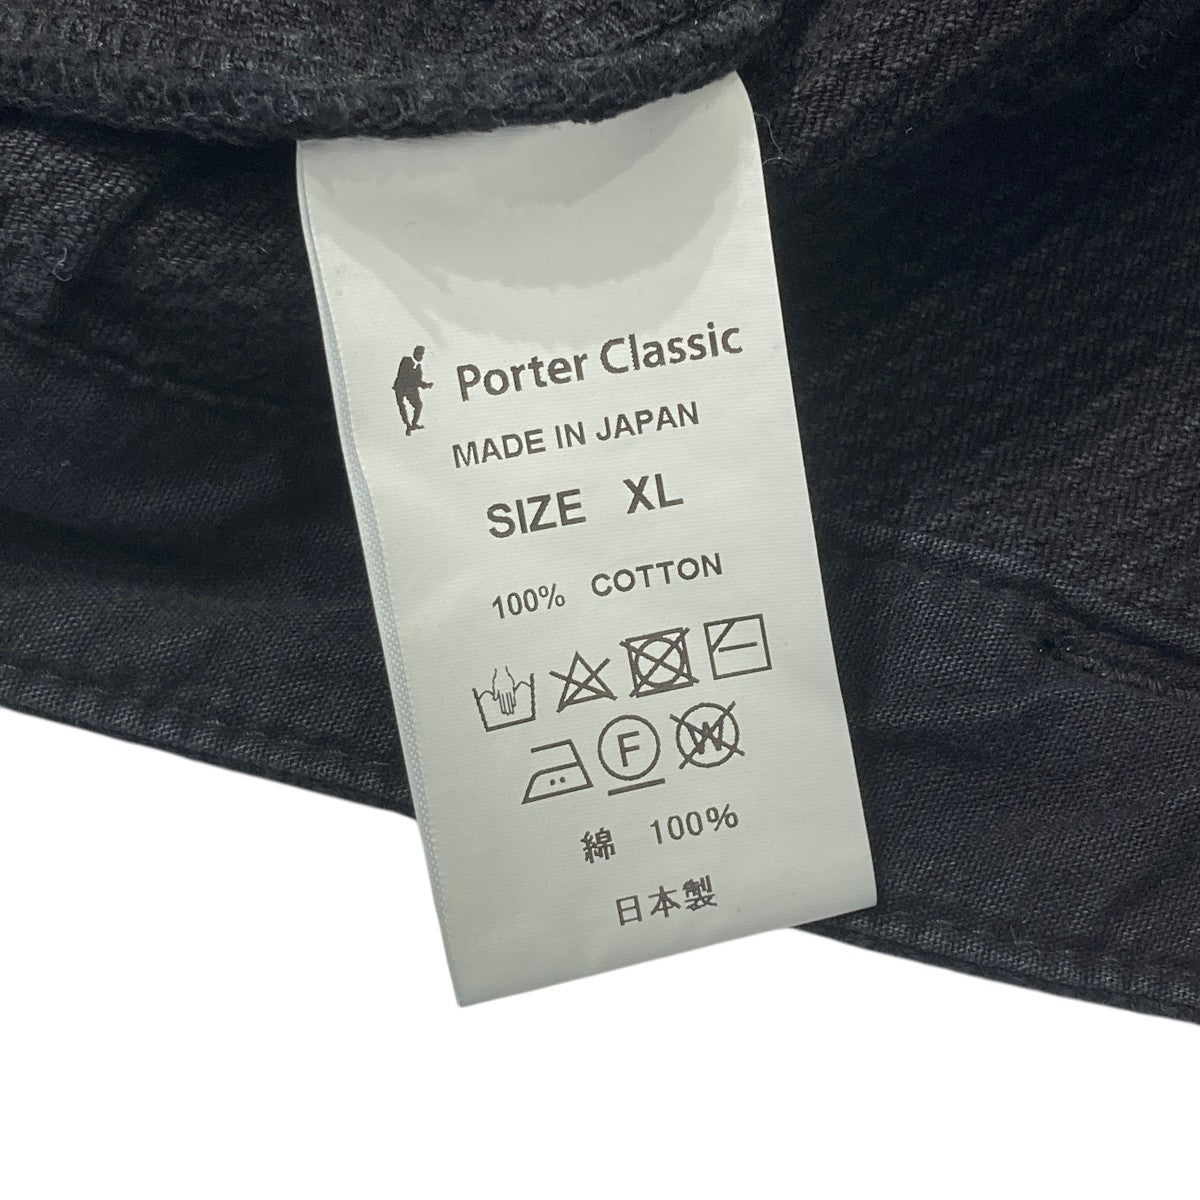 Porter Classic
MADE IN JAPAN
SIZE XL
100% COTTON
F W
綿 100%
日本製